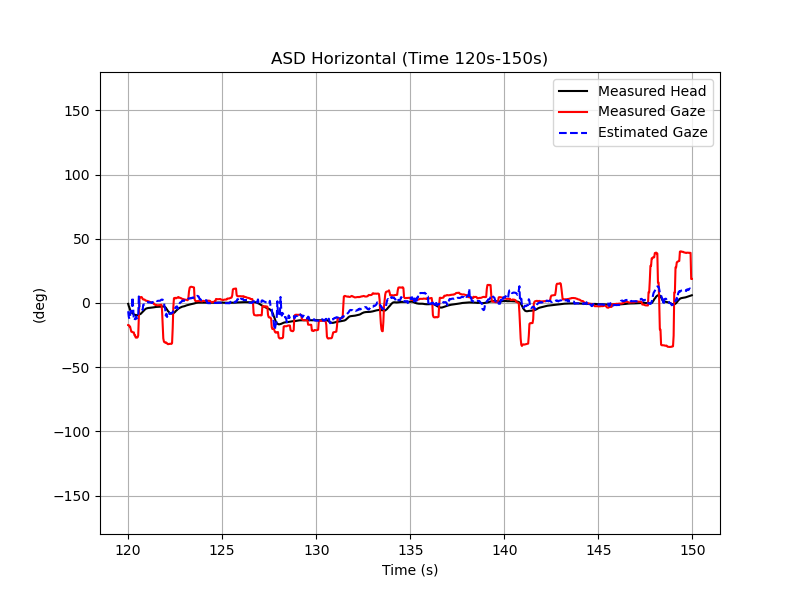 ASD Horizontal (Time 120s-150s)
Measured Head
Measured Gaze
Estimated Gaze
150
100
50
0
−50
−100
−150
(deg)
120
125
130
135
140
145
150
Time (s)